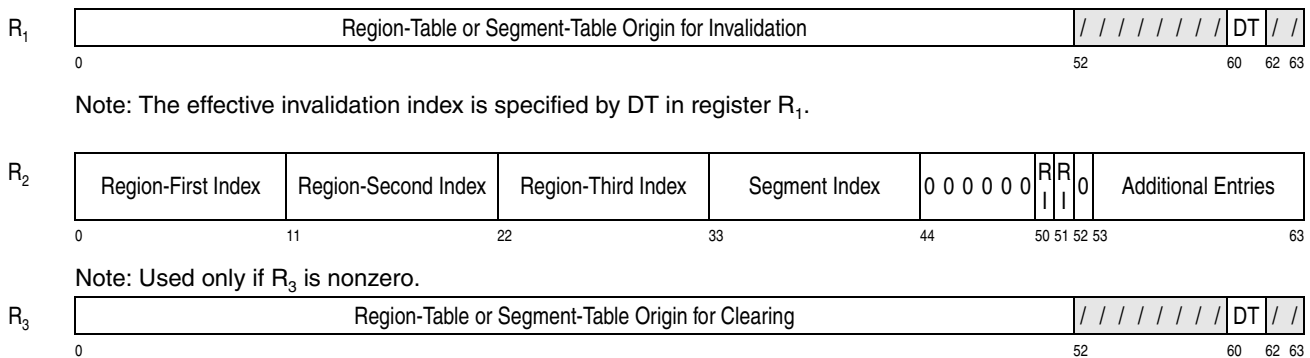 R1 Region-Table or Segment-Table Origin for Invalidation / / / / / / / / DT / /
0 52 60 62 63
Note: The effective invalidation index is specified by DT in register R1.
R2 Region-First Index Region-Second Index Region-Third Index Segment Index 0 0 0 0 0 0 RI RI 0 Additional Entries
0 11 22 33 44 50 51 52 53 63
Note: Used only if R3 is nonzero.
R3 Region-Table or Segment-Table Origin for Clearing / / / / / / / / DT / /
0 52 60 62 63